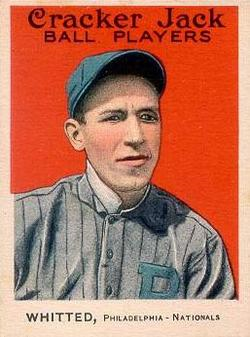 Cracker Jack
BALL PLAYERS
P
WHITTED, PHILADELPHIA - NATIONALS